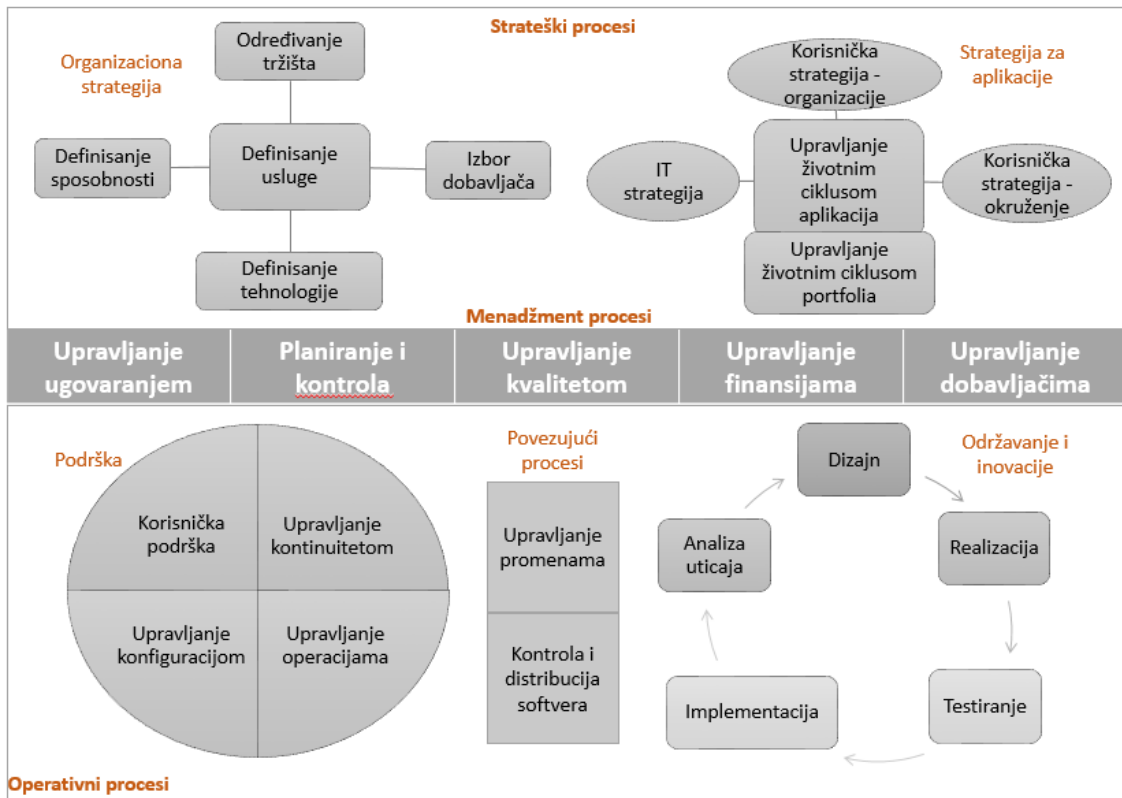 Strateški procesi
Organizaciona
strategija
Određivanje
tržišta
Definisanje
sposobnosti
Definisanje
usluge
Izbor
dobavljača
Definisanje
tehnologije
Korisnička
strategija -
organizacije
Strategija za
aplikacije
IT
strategija
Upravljanje
životnim
ciklusom
aplikacija
Korisnička
strategija -
okruženje
Upravljanje
životnim ciklusom
portfolia
Menadžment procesi
Upravljanje
ugovaranjem
Planiranje i
kontrola
Upravljanje
kvalitetom
Upravljanje
finansijama
Upravljanje
dobavljačima
Podrška
Korisnička
podrška
Upravljanje
kontinuitetom
Upravljanje
konfiguracijom
Upravljanje
operacijama
Povezujući
procesi
Upravljanje
promenama
Kontrola i
distribucija
softvera
Održavanje i
inovacije
Dizajn
Realizacija
Testiranje
Implementacija
Analiza
uticaja
Operativni procesi